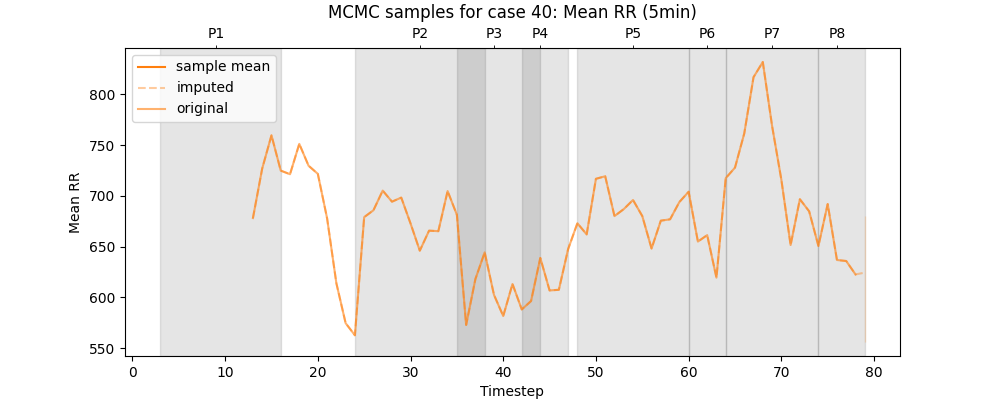 MCMC samples for case 40: Mean RR (5min)
P1 P2 P3 P4 P5 P6 P7 P8
sample mean
imputed
original
800
750
700
650
600
550
Mean RR
0 10 20 30 40 50 60 70 80
Timestep